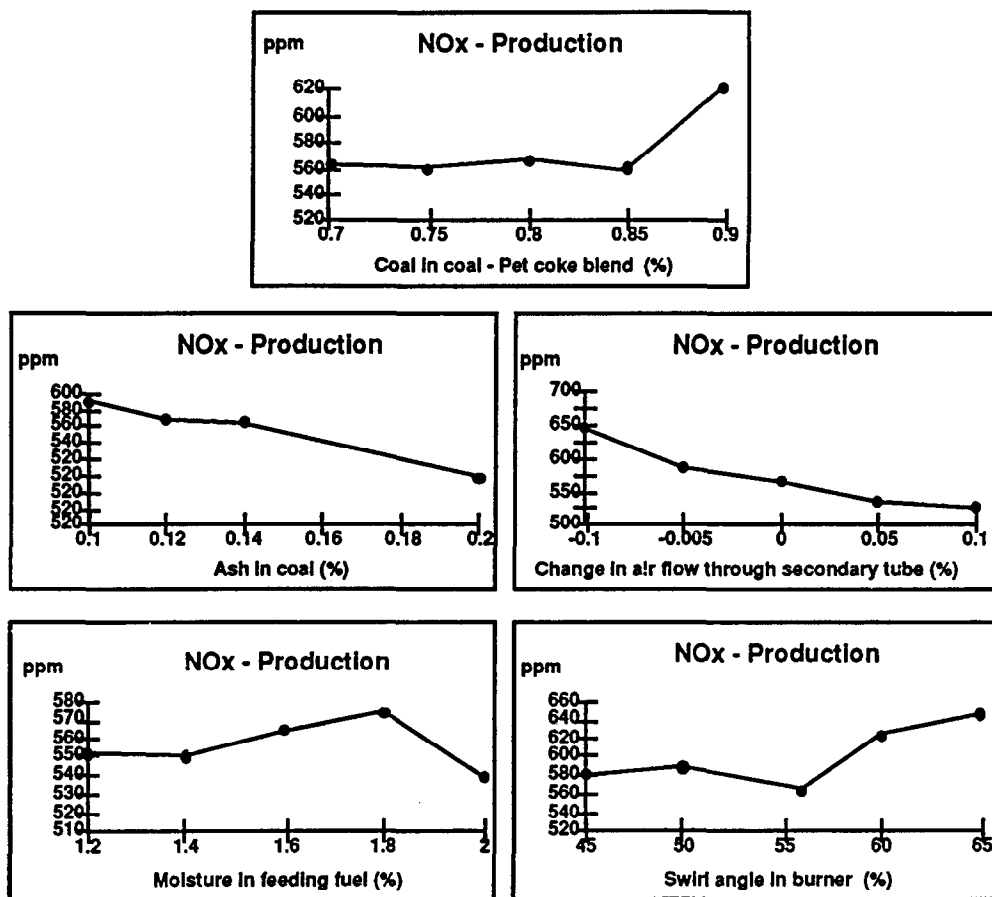 NOx - Production
ppm
620
600
580
560
540
520
0.7 0.75 0.8 0.85 0.9
Coal in coal - Pet coke blend (%)
NOx - Production
ppm
600
580
560
540
520
520
520
520
0.1 0.12 0.14 0.16 0.18 0.2
Ash in coal (%)
NOx - Production
ppm
700
650
600
550
500
-0.1 -0.005 0 0.05 0.1
Change in air flow through secondary tube (%)
NOx - Production
ppm
580
570
560
550
540
530
520
510
1.2 1.4 1.6 1.8 2
Moisture in feeding fuel (%)
NOx - Production
ppm
660
640
620
600
580
560
540
520
45 50 55 60 65
Swirl angle in burner (%)